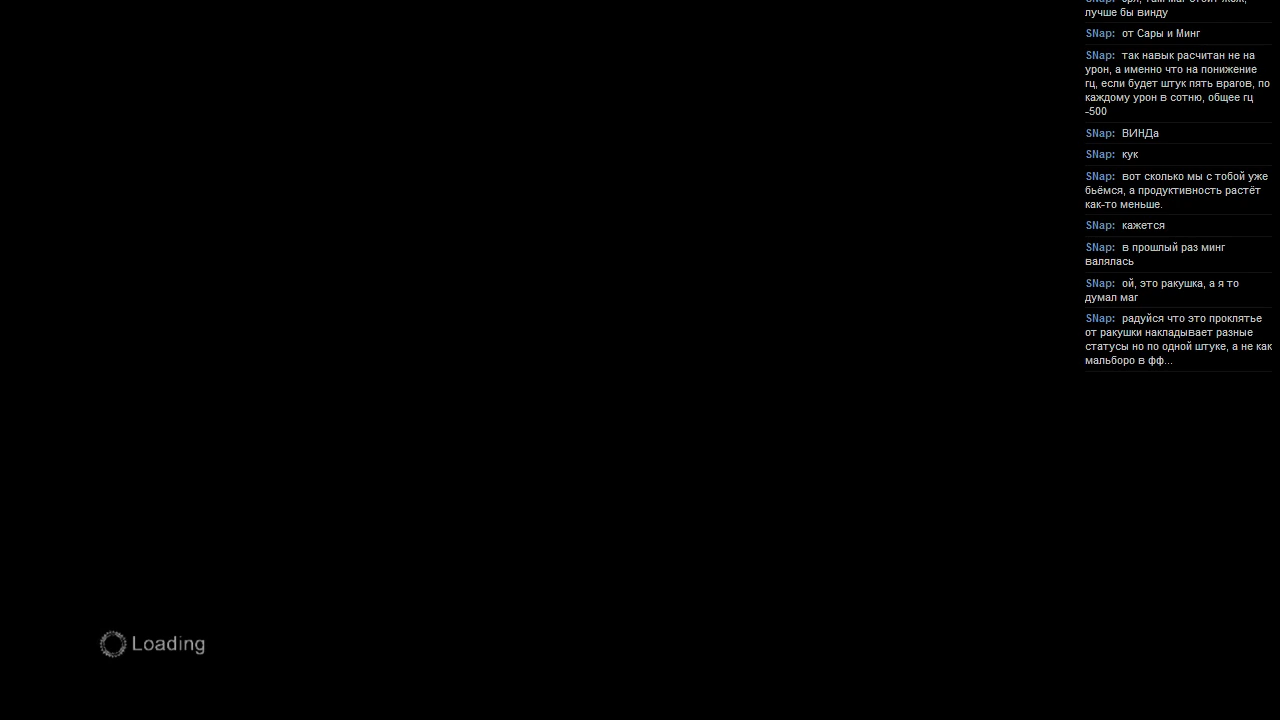 лучше бы винду
SNap: от Сары и Минг
SNap: так навык расчитан не на
урон, а именно что на понижение
гц, если будет штук пять врагов, по
каждому урон в сотню, общее гц
-500
SNap: ВИНДа
SNap: кук
SNap: вот сколько мы с тобой уже
бьёмся, а продуктивность растёт
как-то меньше.
SNap: кажется
SNap: в прошлый раз минг
валялась
SNap: ой, это ракушка, а я то
думал маг
SNap: радуйся что это проклятье
от ракушки накладывает разные
статусы но по одной штуке, а не как
мальборо в фф...
Loading